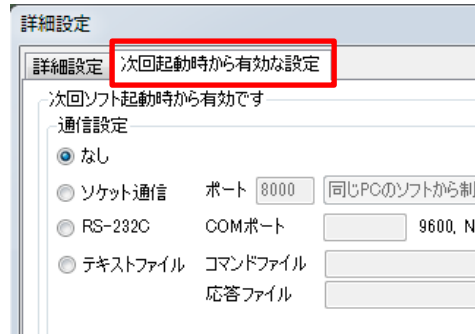 詳細設定
詳細設定 次回起動時から有効な設定
次回ソフト起動時から有効です
通信設定
なし
ソケット通信 ポート 8000 同じPCのソフトから制
RS-232C COMポート 9600, N
テキストファイル コマンドファイル
応答ファイル